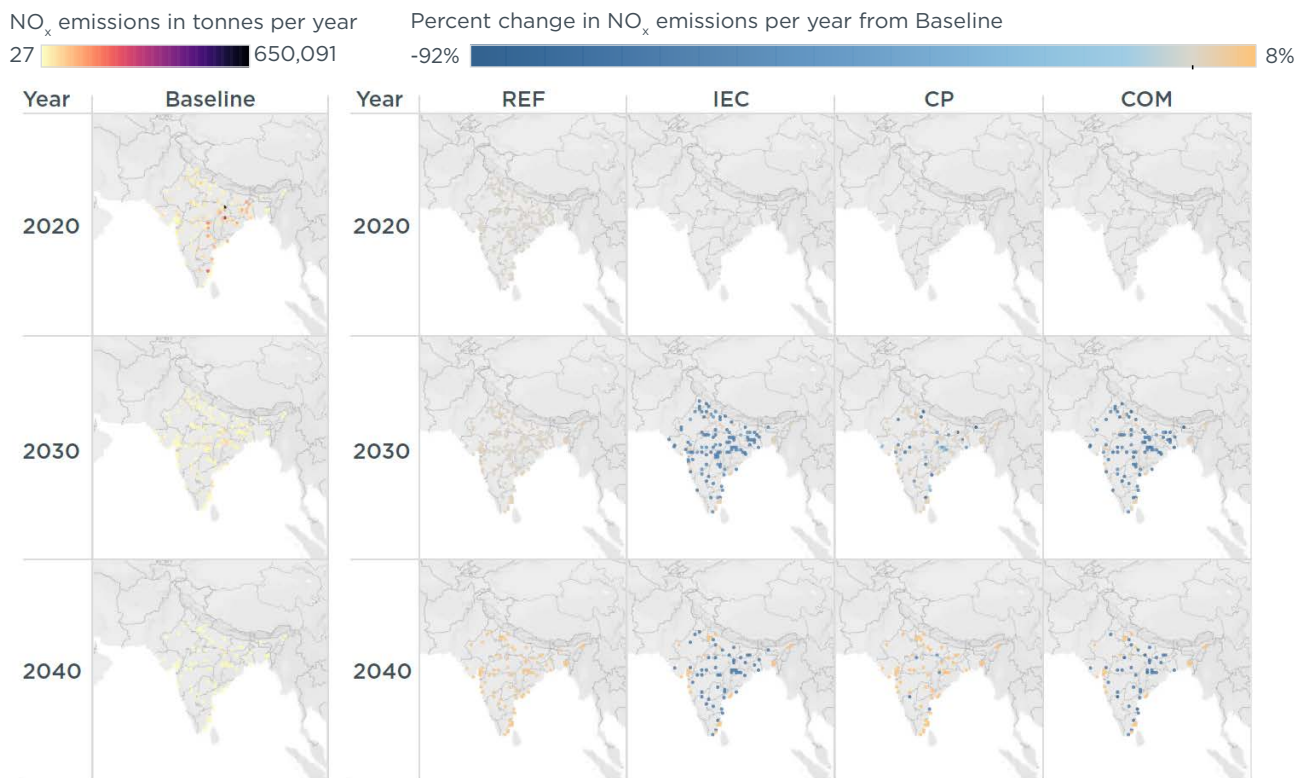 NOₓ emissions in tonnes per year
27 650,091
Percent change in NOₓ emissions per year from Baseline
-92% 8%
Year Baseline Year REF IEC CP COM
2020 2020
2030 2030
2040 2040